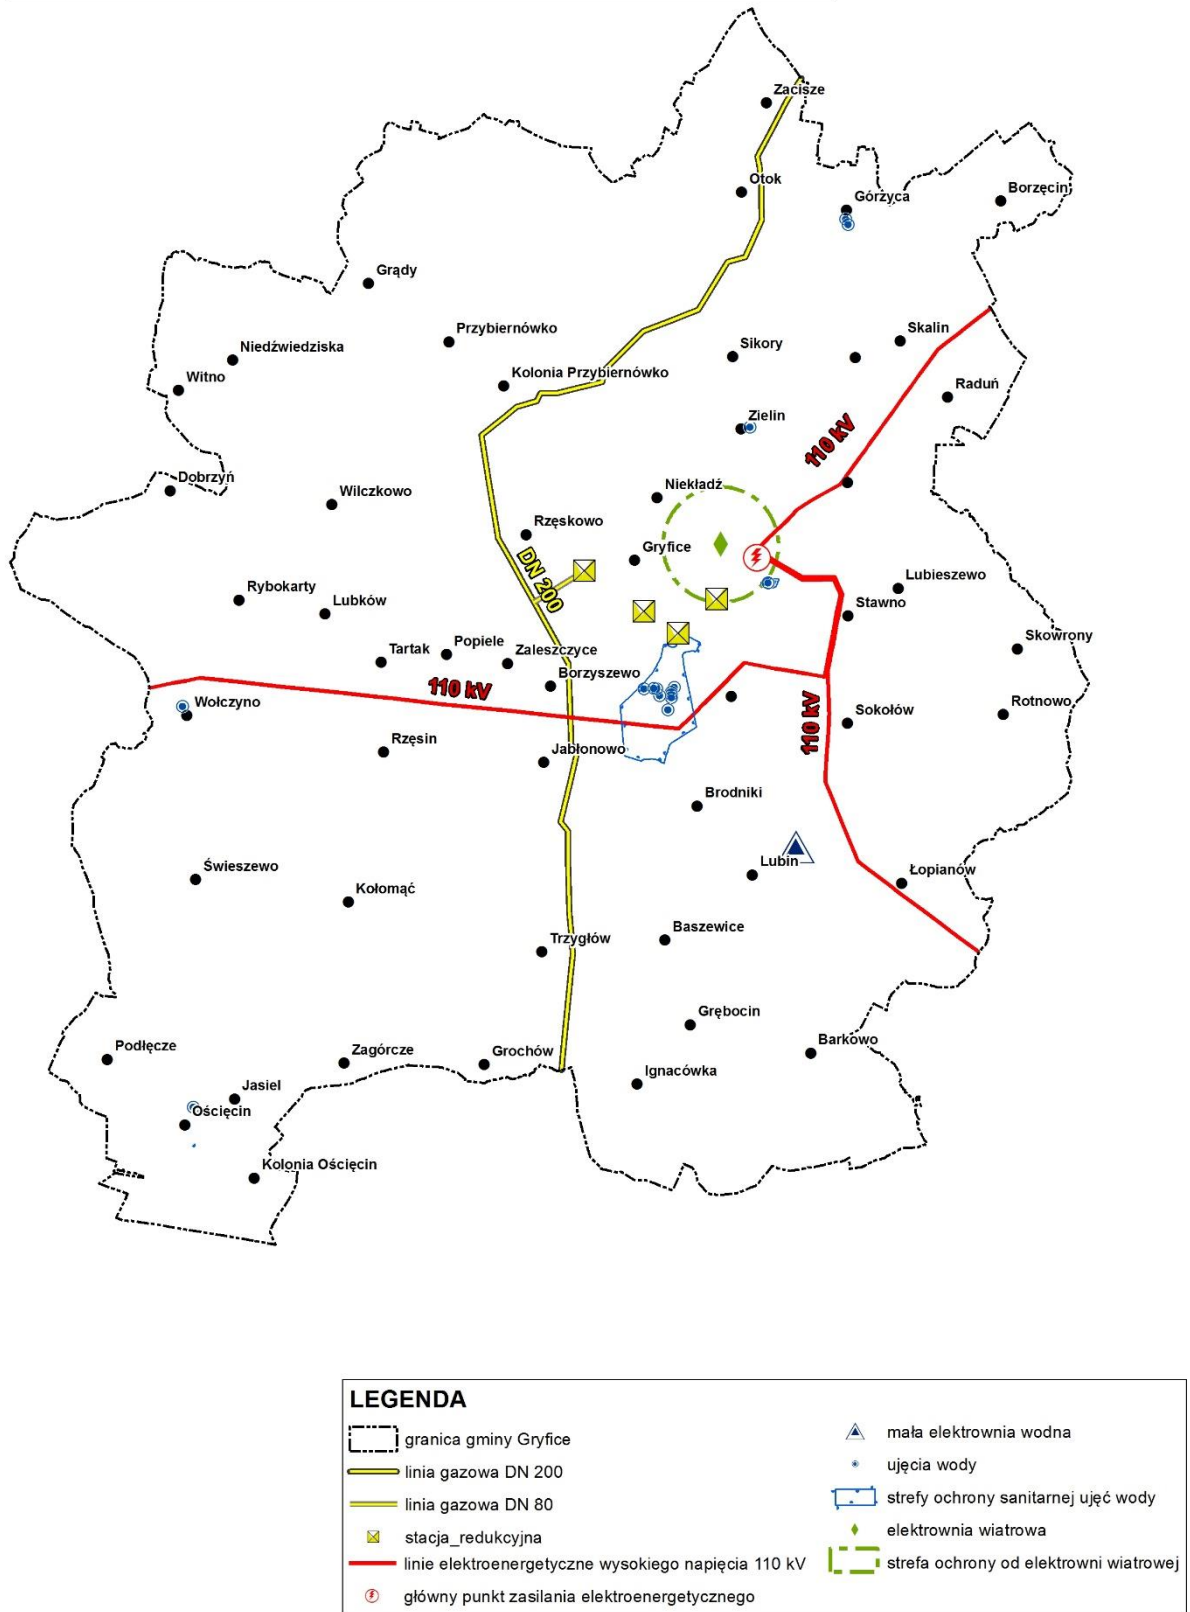 Zacisze
Otok
Górzyca
Borzęcin
Grądy
Przybiernówko
Skalin
Sikory
Niedźwiedziska
Witno
Kolonia Przybiernówko
Raduń
Zielin
110 kV
Dobrzyń
Wilczkowo
Niekładź
Rzęskowo
Gryfice
DN 200
Lubieszewo
Rybokarty
Lubków
Stawno
Skowrony
Tartak
Popiele
Zaleszczyce
Borzyszewo
110 kV
Wołczyno
Rotnowo
Sokołów
110 kV
Rzęsin
Jabłonowo
Brodniki
Świeszewo
Lubin
Łopianów
Kołomąć
Trzygłów
Baszewice
Grębocin
Podłęcze
Zagórcze
Grochów
Barkowo
Ignacówka
Jasiel
Ościęcin
Kolonia Ościęcin
LEGENDA
granica gminy Gryfice
linia gazowa DN 200
linia gazowa DN 80
stacja_redukcyjna
linie elektroenergetyczne wysokiego napięcia 110 kV
główny punkt zasilania elektroenergetycznego
mała elektrownia wodna
ujęcia wody
strefy ochrony sanitarnej ujęć wody
elektrownia wiatrowa
strefa ochrony od elektrowni wiatrowej